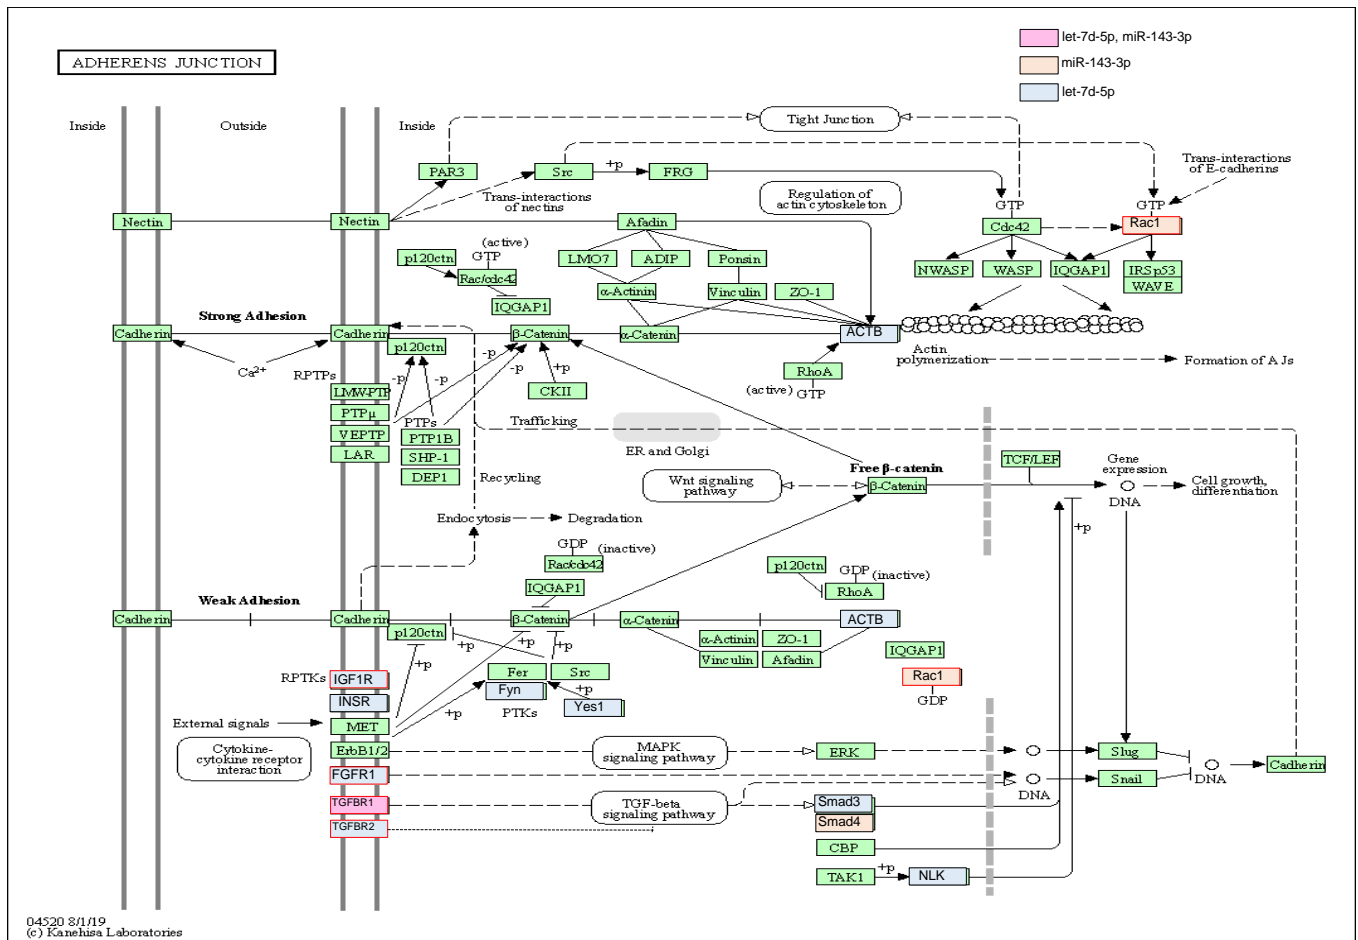 let-7d-5p, miR-143-3p
ADHERENS JUNCTION
miR-143-3p
let-7d-5p
Inside
Outside
Inside
Tight Junction
PAR3
Src
+p
FRG
Trans-interactions
of E-cadherins
Trans-interactions
of nectins
Regulation of
actin cytoskeleton
GTP
GTP
Nectin
Nectin
Afadin
Cdc42
Rac1
(active)
p120ctn
GTP
Rac/cdc42
IQGAP1
LMO7
ADIP
Ponsin
NWASP
WASP
IQGAP1
IRSp53
WAVE
α-Actinin
Vinculin
ZO-1
Strong Adhesion
Cadherin
Cadherin
β-Catenin
α-Catenin
ACTB
p120ctn
Actin
polymerization
Formation of AJs
Ca2+
RPTPs
-p
-p
-p
+p
RhoA
(active)
GTP
LMW-PTP
CKII
PTPμ
PTPs
VEPTP
PTP1B
LAR
SHP-1
DEP1
Trafficking
ER and Golgi
Recycling
Free β-catenin
TCF/LEF
Gene
expression
Wnt signaling
pathway
β-Catenin
DNA
Cell growth,
differentiation
Endocytosis
Degradation
+p
GDP
(inactive)
Rac/cdc42
IQGAP1
p120ctn
GDP
(inactive)
RhoA
Weak Adhesion
Cadherin
Cadherin
β-Catenin
α-Catenin
ACTB
p120ctn
+p
+p
+p
+p
α-Actinin
ZO-1
Vinculin
Afadin
IQGAP1
RPTKs
IGF1R
Fer
Src
Rac1
GDP
INSR
Fyn
+p
Yes1
PTKs
External signals
MET
+p
Cytokine-
cytokine receptor
interaction
ErbB1/2
MAPK
signaling pathway
ERK
Slug
FGFR1
DNA
Snail
DNA
Cadherin
TGFBR1
TGF-beta
signaling pathway
Smad3
TGFBR2
Smad4
CBP
TAK1
+p
NLK
04520 8/1/19
(c) Kanehisa Laboratories